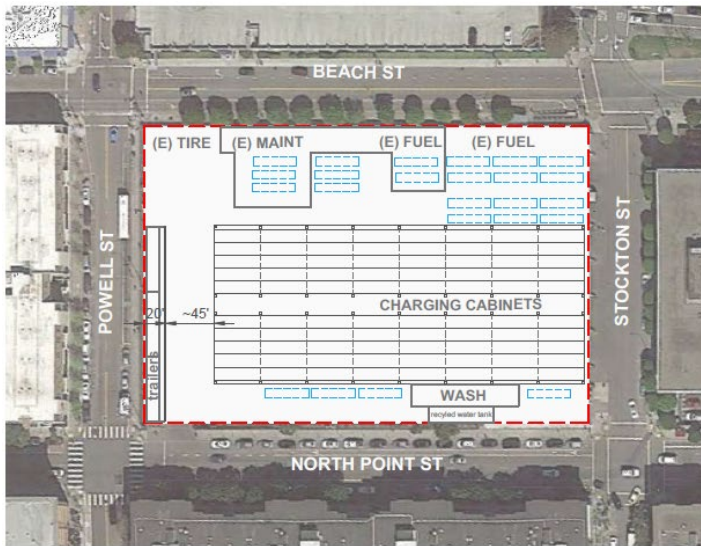 BEACH ST
(E) TIRE (E) MAINT (E) FUEL (E) FUEL
POWELL ST
STOCKTON ST
CHARGING CABINETS
20' ~45'
trailers
WASH
recyled water tank
NORTH POINT ST